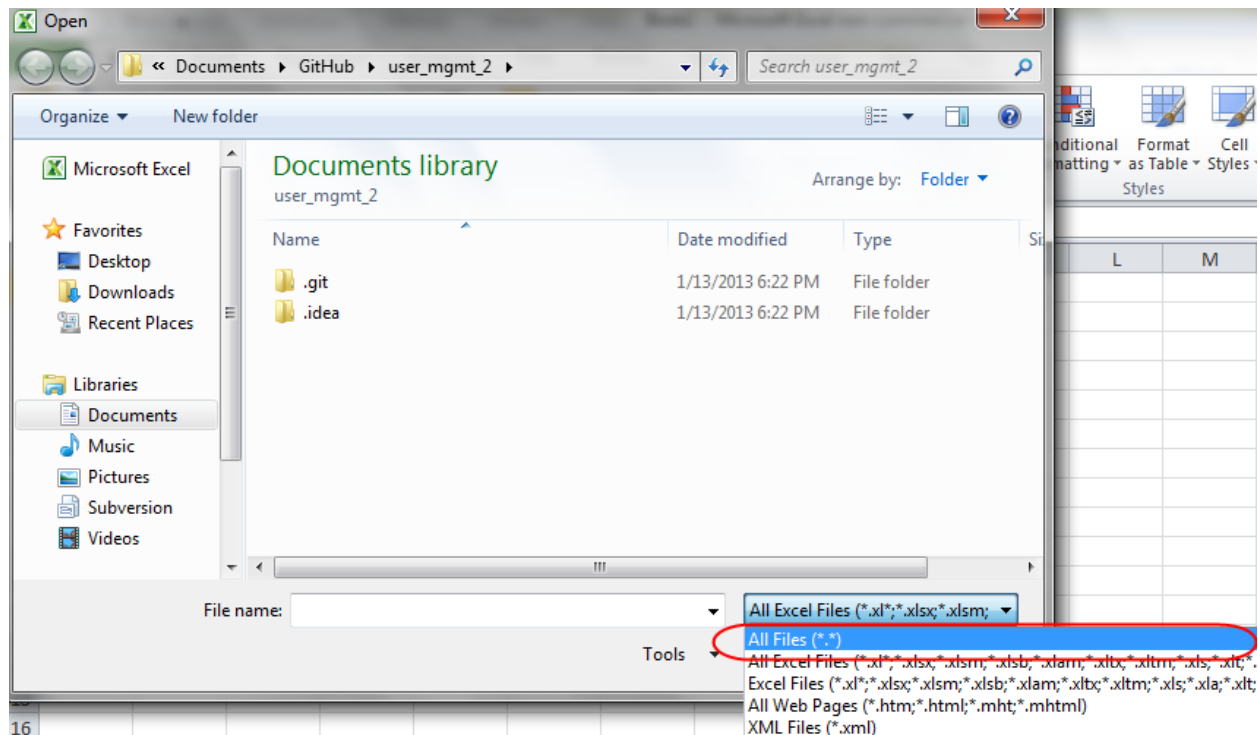 Open
« Documents ▸ GitHub ▸ user_mgmt_2 ▸
Search user_mgmt_2
Organize ▼ New folder
Microsoft Excel
Favorites
Desktop
Downloads
Recent Places
Libraries
Documents
Music
Pictures
Subversion
Videos
Documents library
user_mgmt_2
Arrange by: Folder ▼
Name Date modified Type
.git 1/13/2013 6:22 PM File folder
.idea 1/13/2013 6:22 PM File folder
File name:
All Excel Files (*.xl*;*.xlsx;*.xlsm;
Tools
All Files (*.*)
All Excel Files (*.xl*;*.xlsx;*.xlsm;*.xlsb;*.xlam;*.xltx;*.xltm;*.xls;*.xlt;*.
Excel Files (*.xl*;*.xlsx;*.xlsm;*.xlsb;*.xlam;*.xltx;*.xltm;*.xls;*.xla;*.xlt;
All Web Pages (*.htm;*.html;*.mht;*.mhtml)
XML Files (*.xml)
Format Cell
as Table Styles
Styles
L M
16